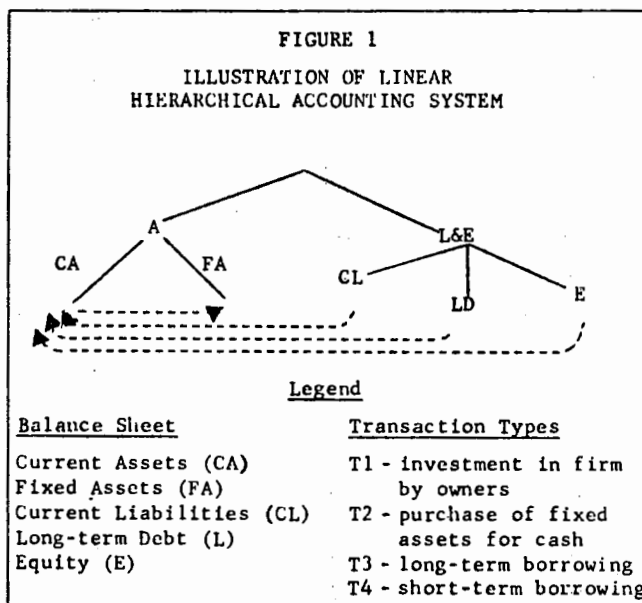 FIGURE 1
ILLUSTRATION OF LINEAR
HIERARCHICAL ACCOUNTING SYSTEM
A
L&E
CA
FA
CL
LD
E
Legend
Balance Sheet
Current Assets (CA)
Fixed Assets (FA)
Current Liabilities (CL)
Long-term Debt (L)
Equity (E)
Transaction Types
T1 - investment in firm
by owners
T2 - purchase of fixed
assets for cash
T3 - long-term borrowing
T4 - short-term borrowing